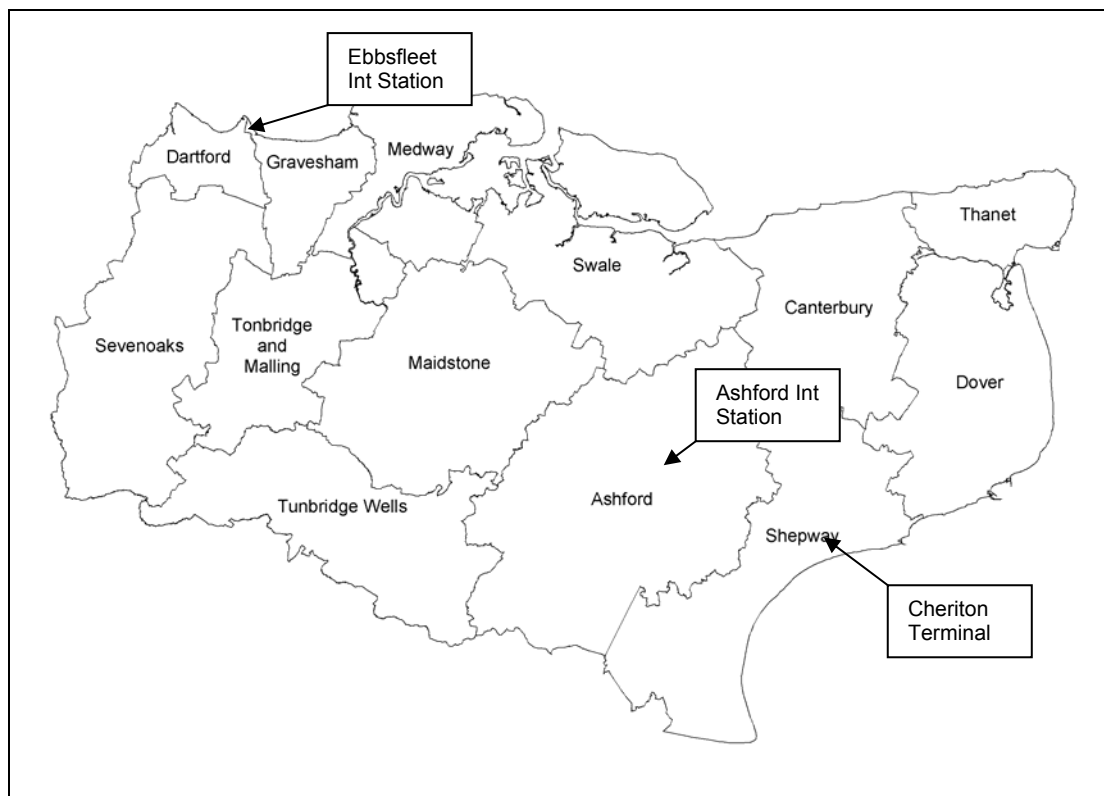 Ebbsfleet
Int Station
Dartford
Gravesham
Medway
Thanet
Swale
Canterbury
Sevenoaks
Tonbridge
and
Malling
Maidstone
Dover
Ashford Int
Station
Ashford
Tunbridge Wells
Shepway
Cheriton
Terminal